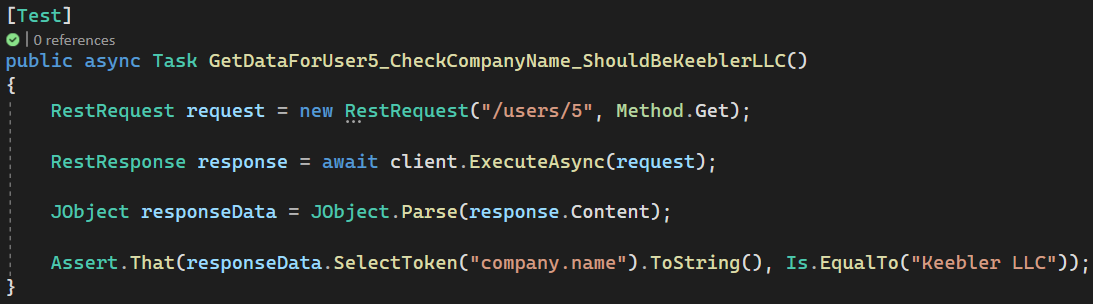 [Test]
| 0 references
public async Task GetDataForUser5_CheckCompanyName_ShouldBeKeeblerLLC()
{
RestRequest request = new RestRequest("/users/5", Method.Get);
RestResponse response = await client.ExecuteAsync(request);
JObject responseData = JObject.Parse(response.Content);
Assert.That(responseData.SelectToken("company.name").ToString(), Is.EqualTo("Keebler LLC"));
}